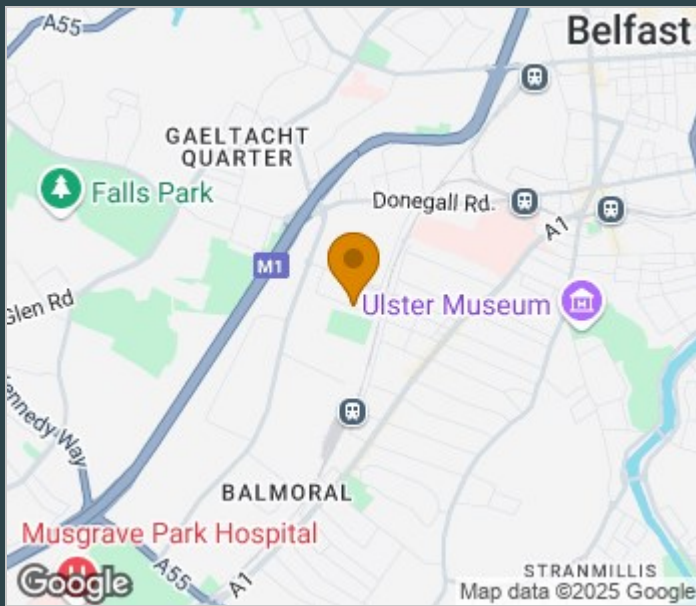 A55
Belfast
GAELTACHT
QUARTER
Falls Park
Donegall Rd.
A1
M1
Glen Rd
Ulster Museum
Kennedy Way
BALMORAL
Musgrave Park Hospital
A55
A1
STRANMILLIS
Google
Map data ©2025 Google